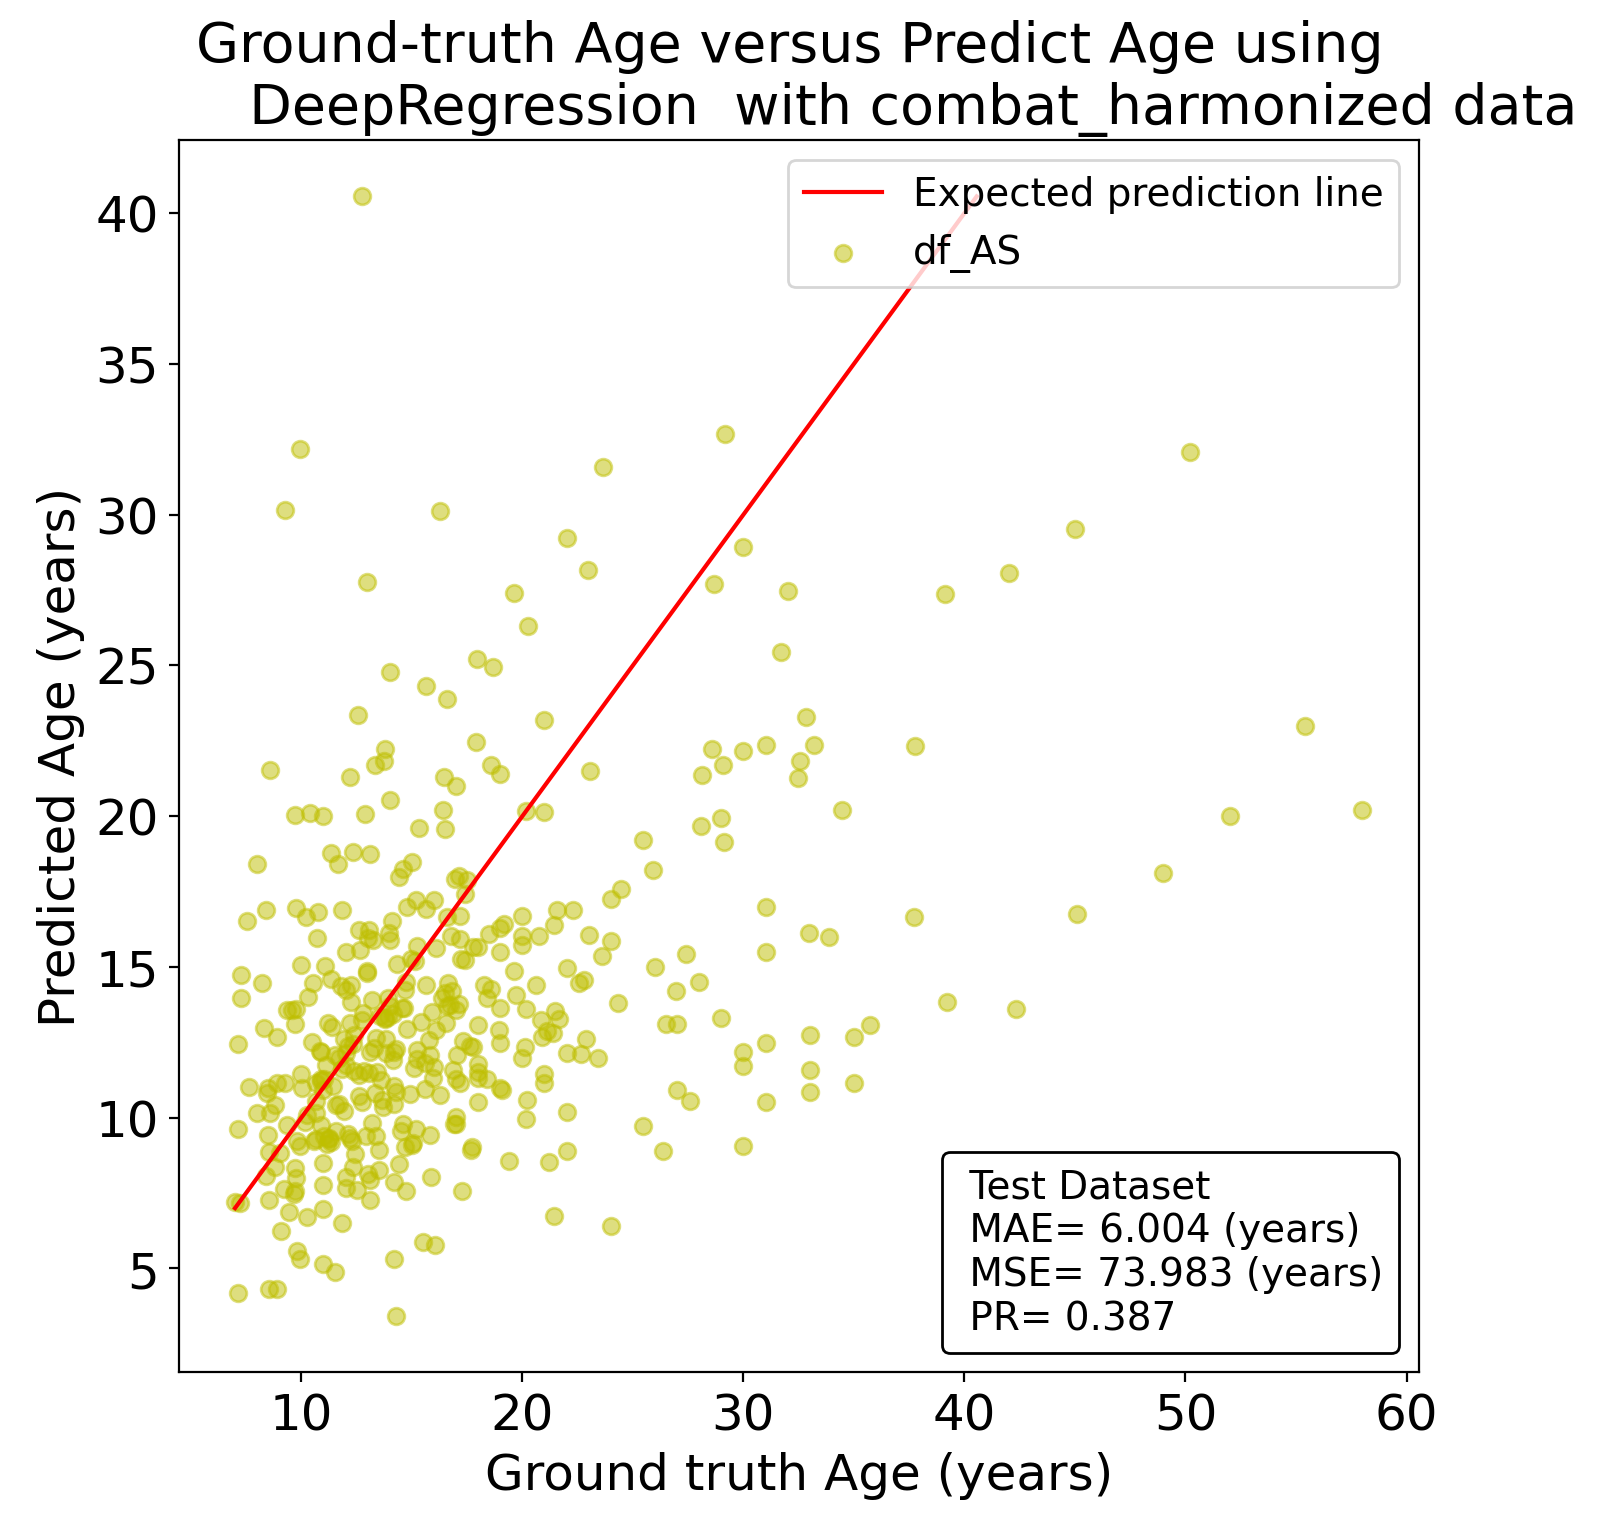 Ground-truth Age versus Predict Age using
DeepRegression  with combat_harmonized data
Expected prediction line
df_AS
40
35
30
25
20
15
10
5
Predicted Age (years)
Test Dataset
MAE= 6.004 (years)
MSE= 73.983 (years)
PR= 0.387
10 20 30 40 50 60
Ground truth Age (years)